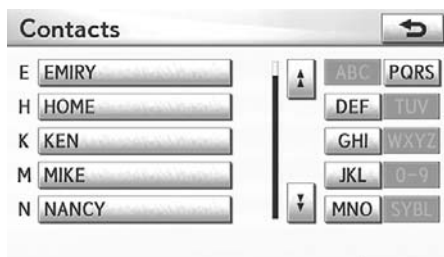 Contacts
E EMIRY ABC PQRS
H HOME DEF TUV
K KEN GHI WXYZ
M MIKE JKL 0-9
N NANCY MNO SYBL